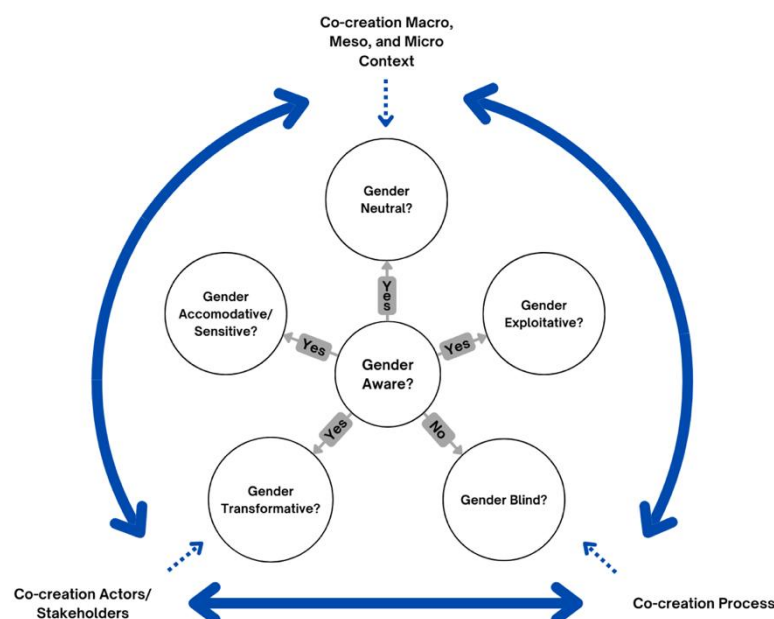 Co-creation Macro,
Meso, and Micro
Context
Gender
Neutral?
Yes
Gender
Accomodative/
Sensitive?
Yes
Gender
Exploitative?
Yes
Gender
Aware?
Yes
No
Gender
Transformative?
Gender Blind?
Co-creation Actors/
Stakeholders
Co-creation Process